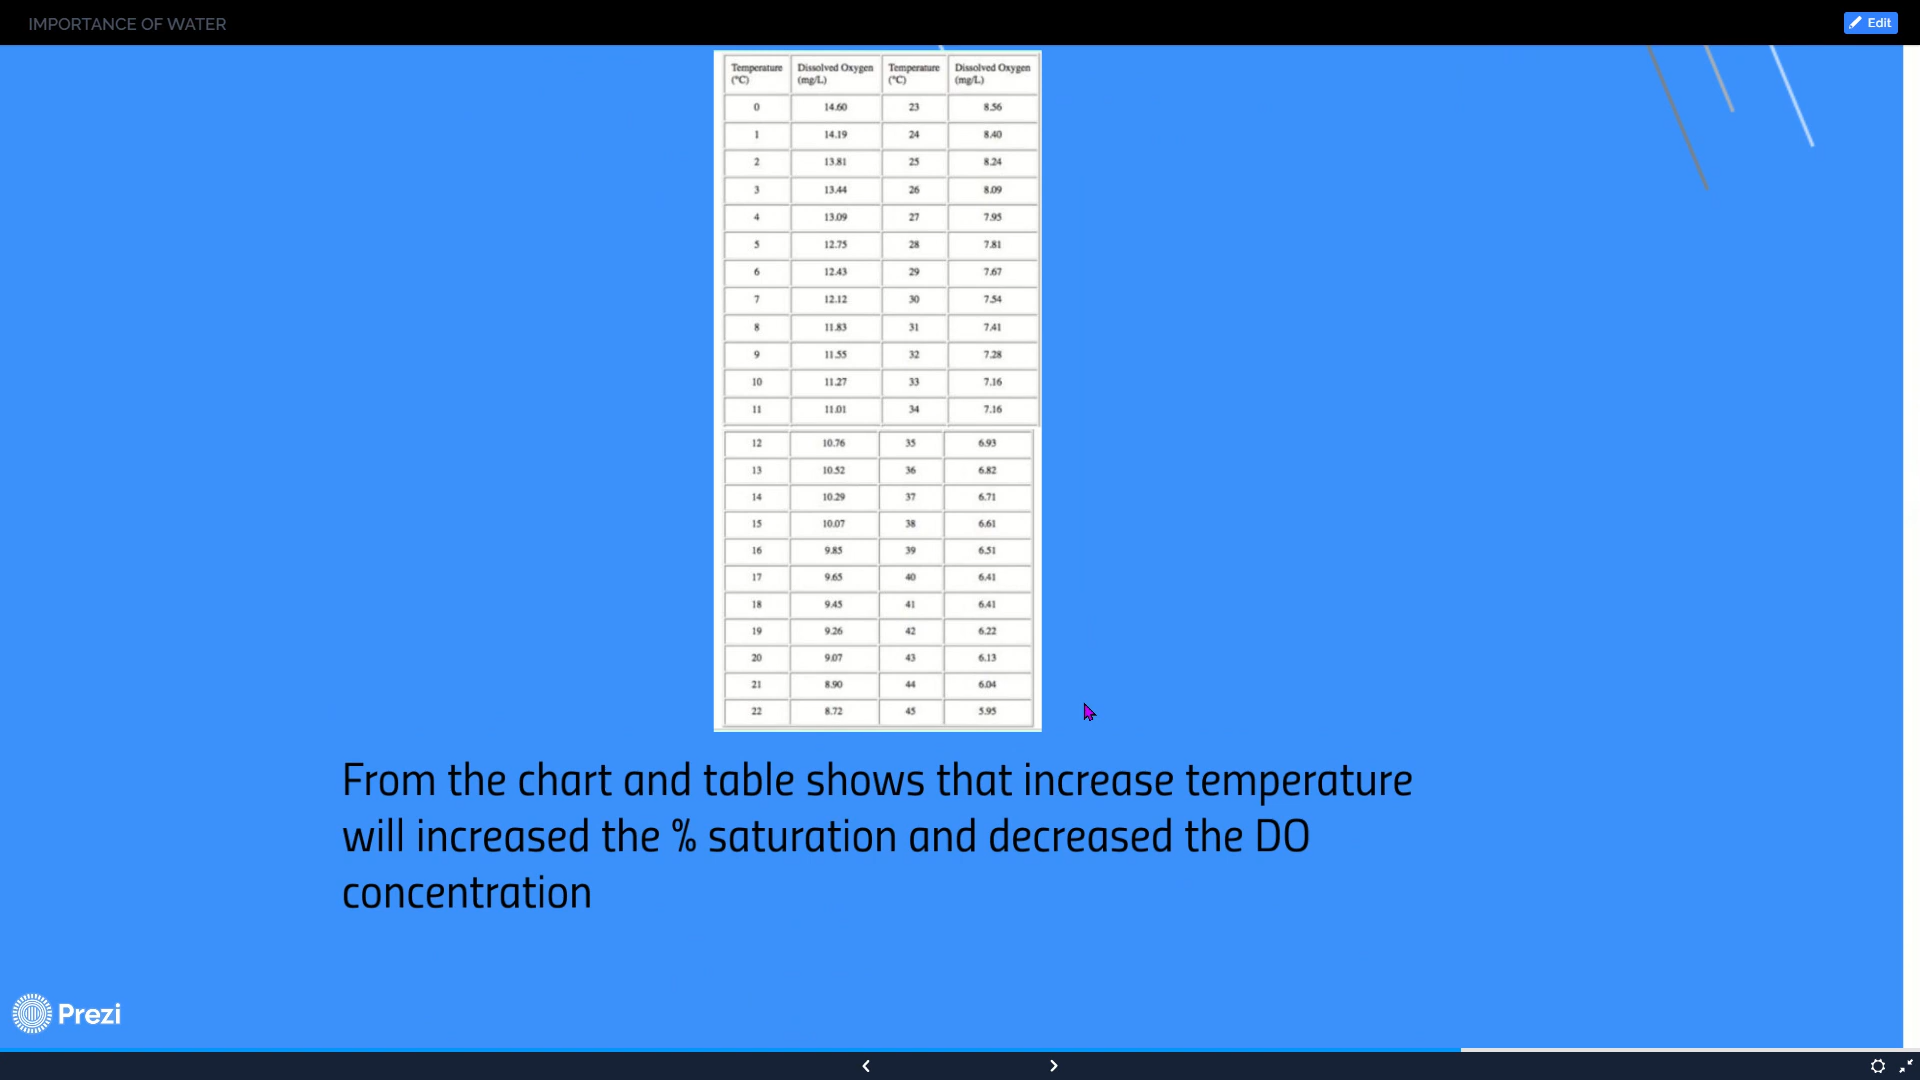 IMPORTANCE OF WATER
Edit
Temperature (°C) Dissolved Oxygen (mg/L) Temperature (°C) Dissolved Oxygen (mg/L)
0 14.60 23 8.56
1 14.19 24 8.40
2 13.81 25 8.24
3 13.44 26 8.09
4 13.09 27 7.95
5 12.75 28 7.81
6 12.43 29 7.67
7 12.12 30 7.54
8 11.83 31 7.41
9 11.55 32 7.28
10 11.27 33 7.16
11 11.01 34 7.16
12 10.76 35 6.93
13 10.52 36 6.82
14 10.29 37 6.71
15 10.07 38 6.61
16 9.85 39 6.51
17 9.65 40 6.41
18 9.45 41 6.41
19 9.26 42 6.22
20 9.07 43 6.13
21 8.90 44 6.04
22 8.72 45 5.95
From the chart and table shows that increase temperature
will increased the % saturation and decreased the DO
concentration
Prezi